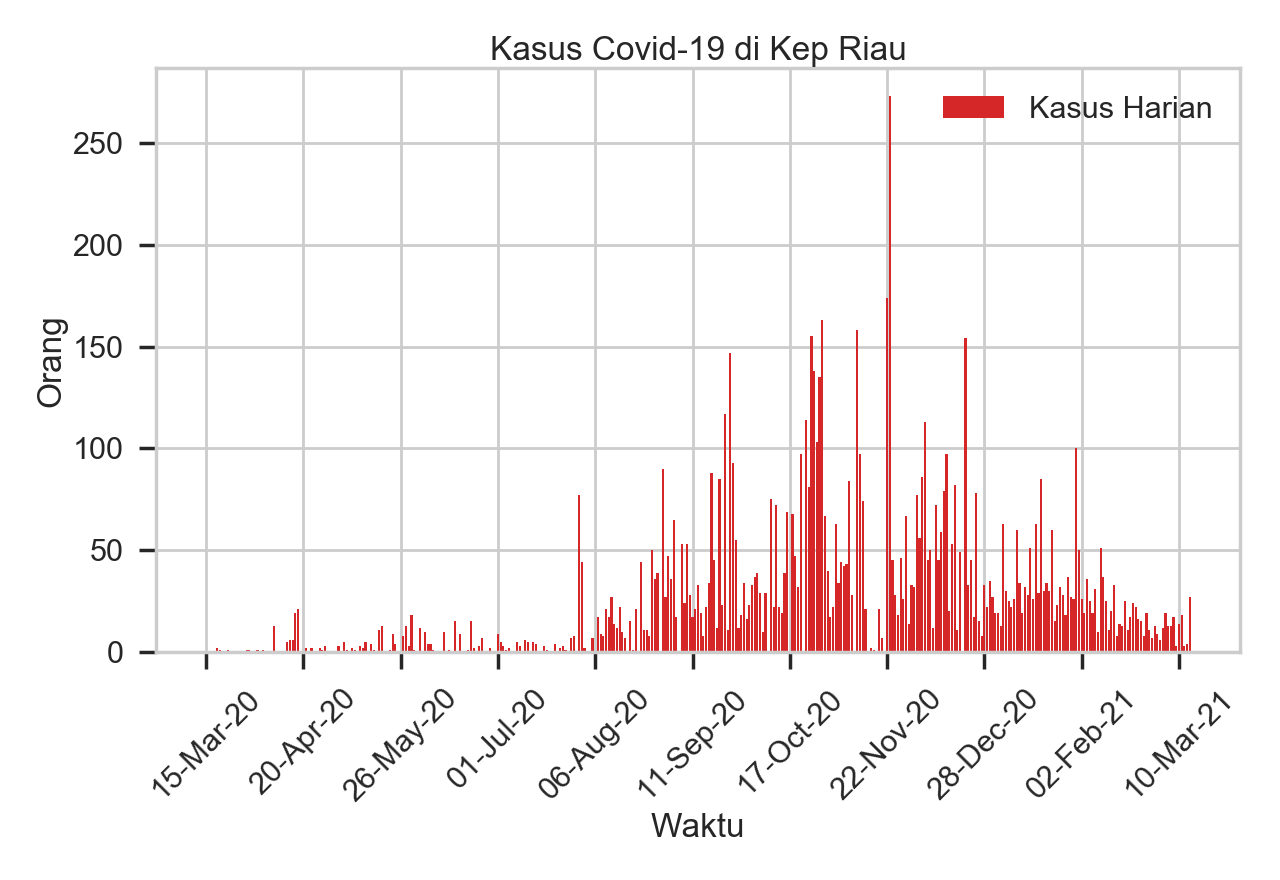 Kasus Covid-19 di Kep Riau
Kasus Harian
Orang
250
200
150
100
50
0
15-Mar-20
20-Apr-20
26-May-20
01-Jul-20
06-Aug-20
11-Sep-20
17-Oct-20
22-Nov-20
28-Dec-20
02-Feb-21
10-Mar-21
Waktu